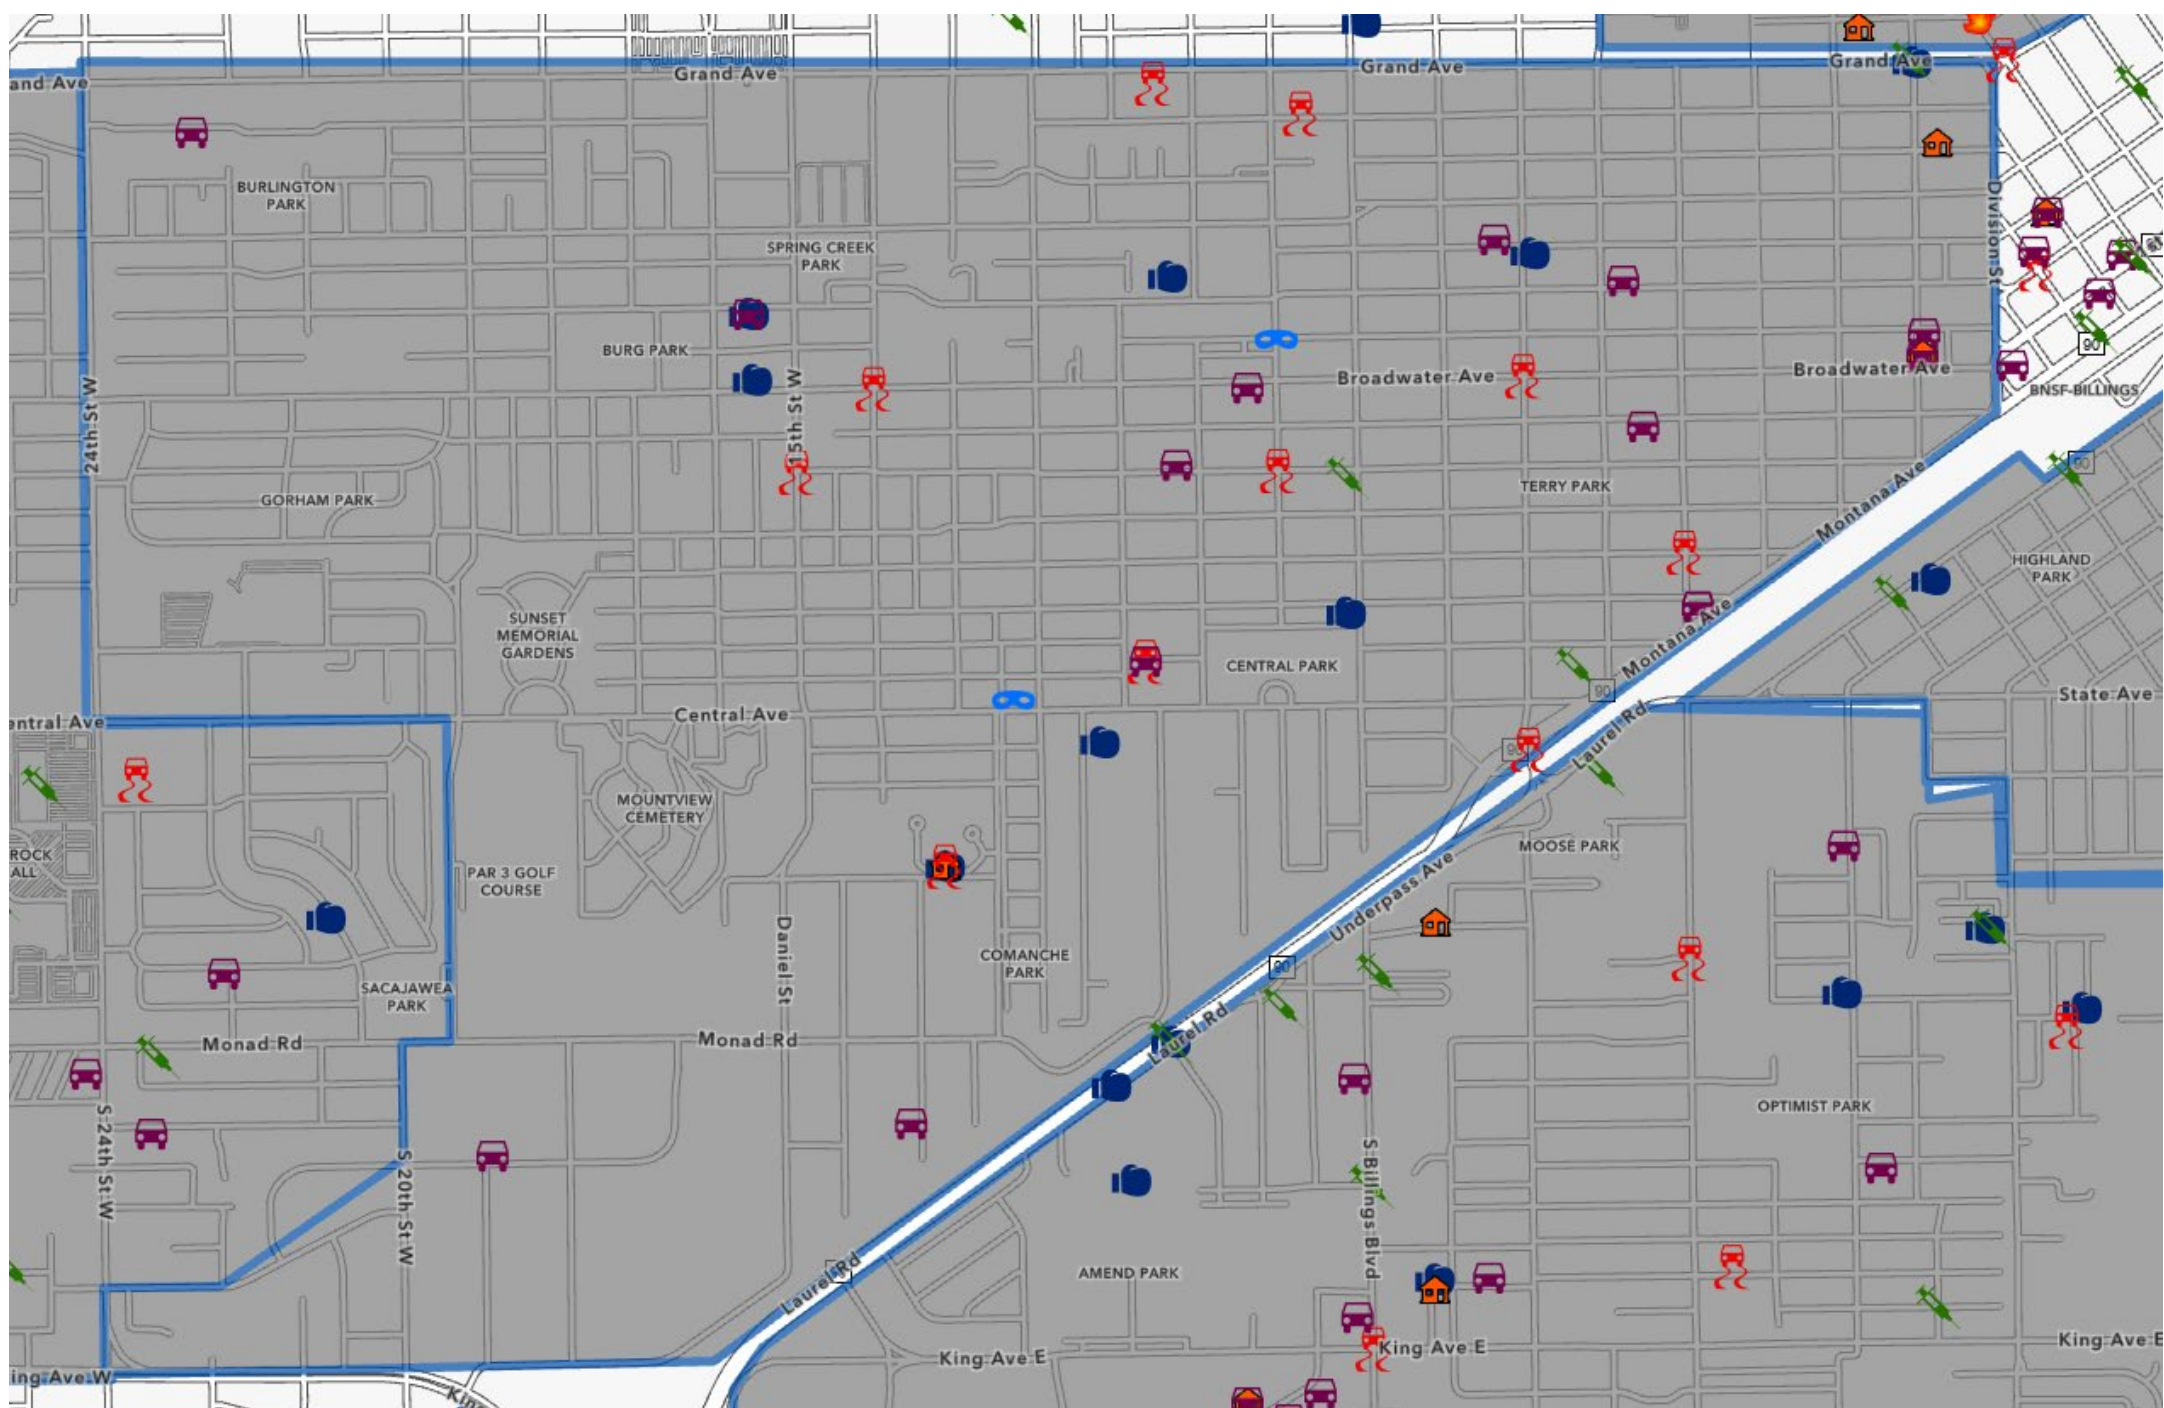 and Ave
Grand Ave
Grand Ave
Grand Ave
BURLINGTON
PARK
SPRING CREEK
PARK
Division St
BURG PARK
90
Broadwater Ave
Broadwater Ave
BNSF-BILLINGS
24th St W
15th St W
90
TERRY PARK
GORHAM PARK
Montana Ave
HIGHLAND
PARK
SUNSET
MEMORIAL
GARDENS
Montana Ave
CENTRAL PARK
90
State Ave
entral Ave
Central Ave
Laurel Rd
MOUNTVIEW
CEMETERY
MOOSE PARK
ROCK
ALL
PAR 3 GOLF
COURSE
Underpass Ave
Daniel St
COMANCHE
PARK
90
SACAJAWEA
PARK
Monad Rd
Monad Rd
Laurel Rd
OPTIMIST PARK
S 24th St W
S 20th St W
S Billings Blvd
AMEND PARK
Laurel Rd
King Ave E
King Ave E
King Ave E
ing Ave W
King